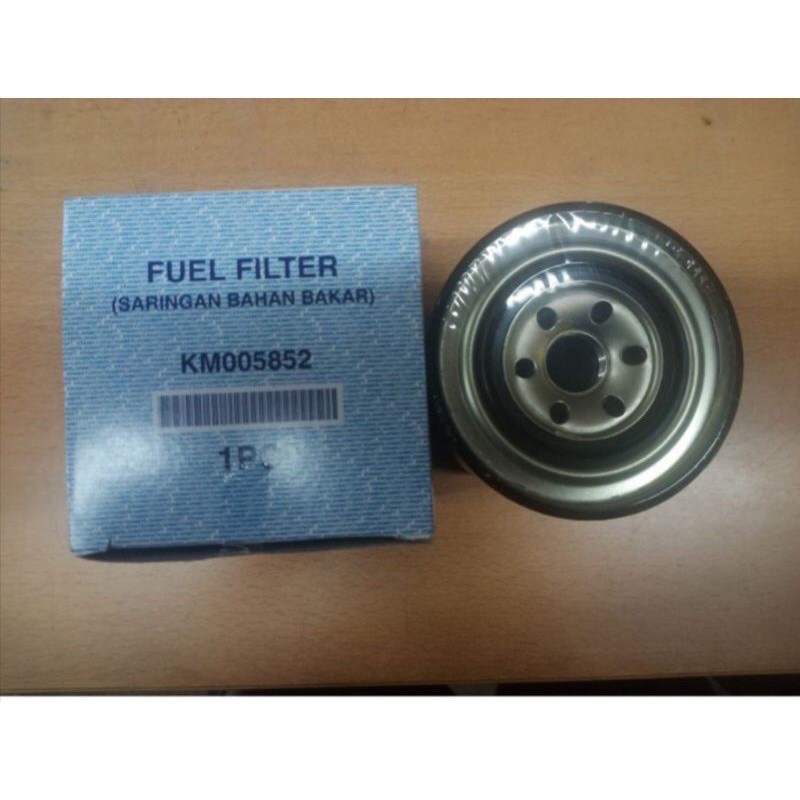 FUEL FILTER
(SARINGAN BAHAN BAKAR)
KM005852